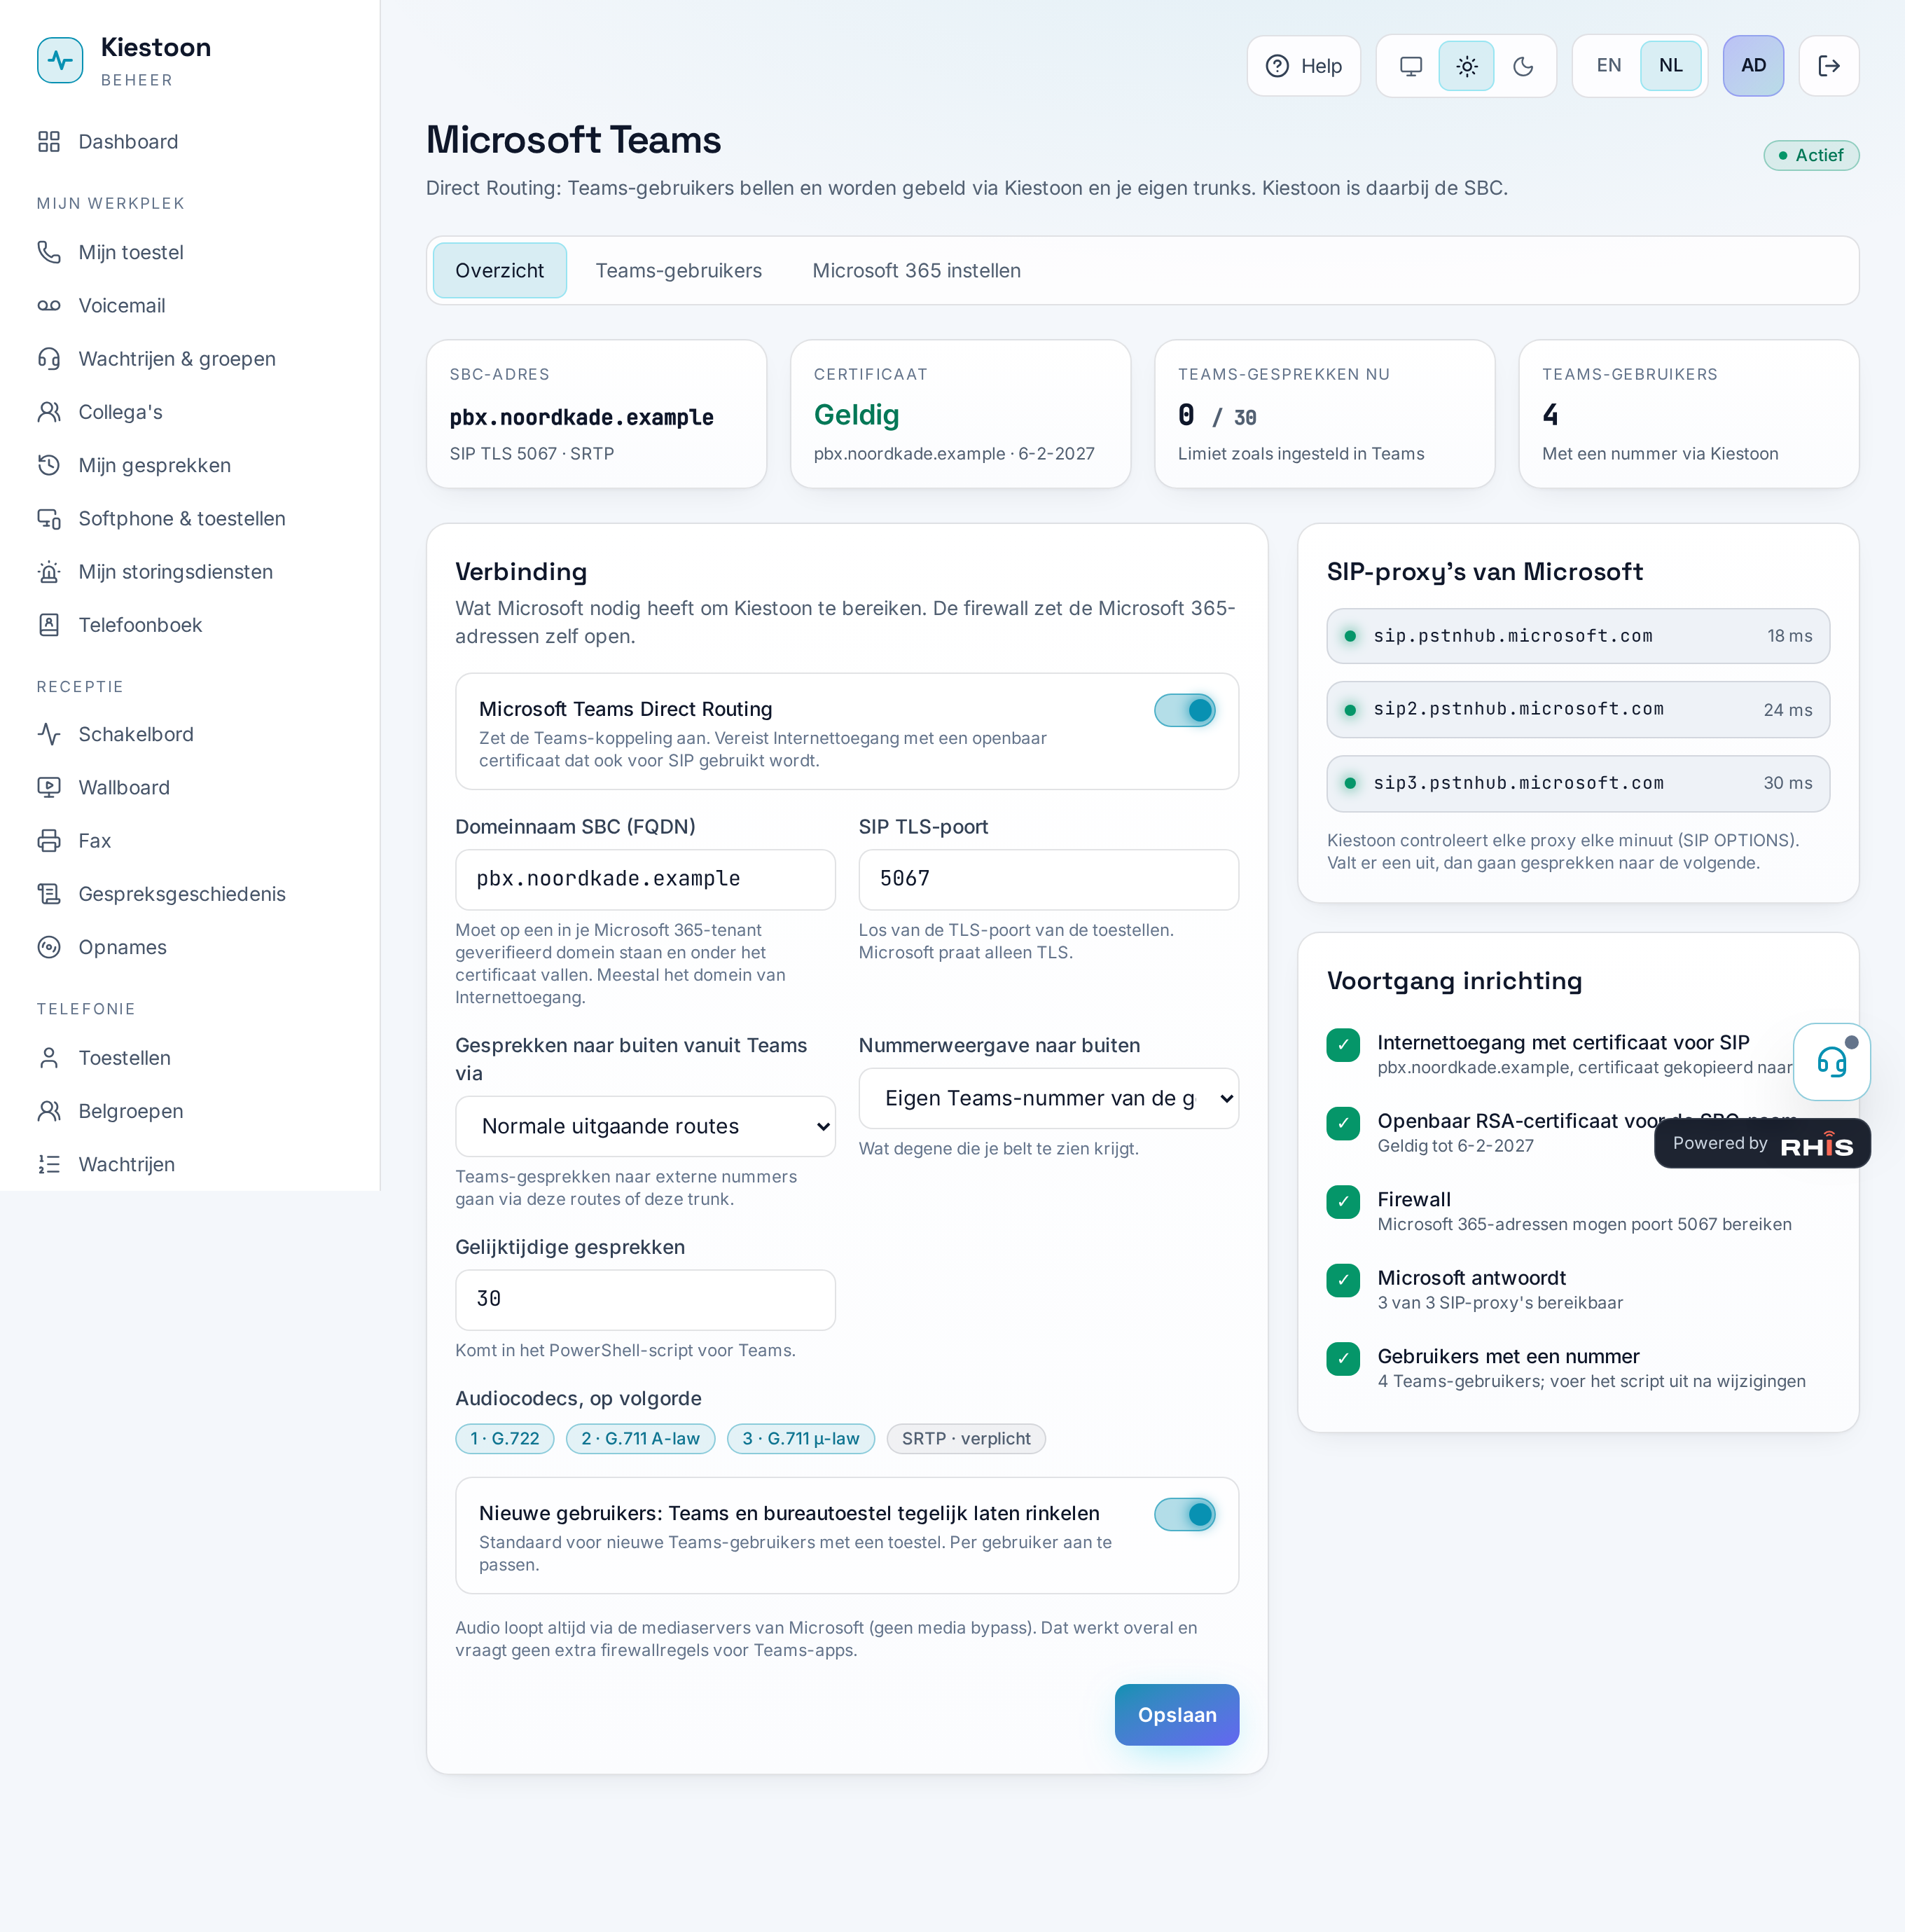 Kiestoon
BEHEER
Dashboard
MIJN WERKPLEK
Mijn toestel
Voicemail
Wachtrijen & groepen
Collega's
Mijn gesprekken
Softphone & toestellen
Mijn storingsdiensten
Telefoonboek
RECEPTIE
Schakelbord
Wallboard
Fax
Gespreksgeschiedenis
Opnames
TELEFONIE
Toestellen
Belgroepen
Wachtrijen
Help
EN
NL
AD
Microsoft Teams
Direct Routing: Teams-gebruikers bellen en worden gebeld via Kiestoon en je eigen trunks. Kiestoon is daarbij de SBC.
Actief
Overzicht
Teams-gebruikers
Microsoft 365 instellen
SBC-ADRES
pbx.noordkade.example
SIP TLS 5067 · SRTP
CERTIFICAAT
Geldig
pbx.noordkade.example · 6-2-2027
TEAMS-GESPREKKEN NU
0 / 30
Limiet zoals ingesteld in Teams
TEAMS-GEBRUIKERS
4
Met een nummer via Kiestoon
Verbinding
Wat Microsoft nodig heeft om Kiestoon te bereiken. De firewall zet de Microsoft 365-
adressen zelf open.
Microsoft Teams Direct Routing
Zet de Teams-koppeling aan. Vereist Internettoegang met een openbaar
certificaat dat ook voor SIP gebruikt wordt.
Domeinnaam SBC (FQDN)
pbx.noordkade.example
Moet op een in je Microsoft 365-tenant
geverifieerd domein staan en onder het
certificaat vallen. Meestal het domein van
Internettoegang.
SIP TLS-poort
5067
Los van de TLS-poort van de toestellen.
Microsoft praat alleen TLS.
Gesprekken naar buiten vanuit Teams
via
Normale uitgaande routes
Teams-gesprekken naar externe nummers
gaan via deze routes of deze trunk.
Nummerweergave naar buiten
Eigen Teams-nummer van de g
Wat degene die je belt te zien krijgt.
Gelijktijdige gesprekken
30
Komt in het PowerShell-script voor Teams.
Audiocodecs, op volgorde
1 · G.722
2 · G.711 A-law
3 · G.711 µ-law
SRTP · verplicht
Nieuwe gebruikers: Teams en bureautoestel tegelijk laten rinkelen
Standaard voor nieuwe Teams-gebruikers met een toestel. Per gebruiker aan te
passen.
Audio loopt altijd via de mediaservers van Microsoft (geen media bypass). Dat werkt overal en
vraagt geen extra firewallregels voor Teams-apps.
Opslaan
SIP-proxy's van Microsoft
sip.pstnhub.microsoft.com
18 ms
sip2.pstnhub.microsoft.com
24 ms
sip3.pstnhub.microsoft.com
30 ms
Kiestoon controleert elke proxy elke minuut (SIP OPTIONS).
Valt er een uit, dan gaan gesprekken naar de volgende.
Voortgang inrichting
Internettoegang met certificaat voor SIP
pbx.noordkade.example, certificaat gekopieerd naar
Openbaar RSA-certificaat voor de SBC-naam
Geldig tot 6-2-2027
Powered by RHiS
Firewall
Microsoft 365-adressen mogen poort 5067 bereiken
Microsoft antwoordt
3 van 3 SIP-proxy's bereikbaar
Gebruikers met een nummer
4 Teams-gebruikers; voer het script uit na wijzigingen